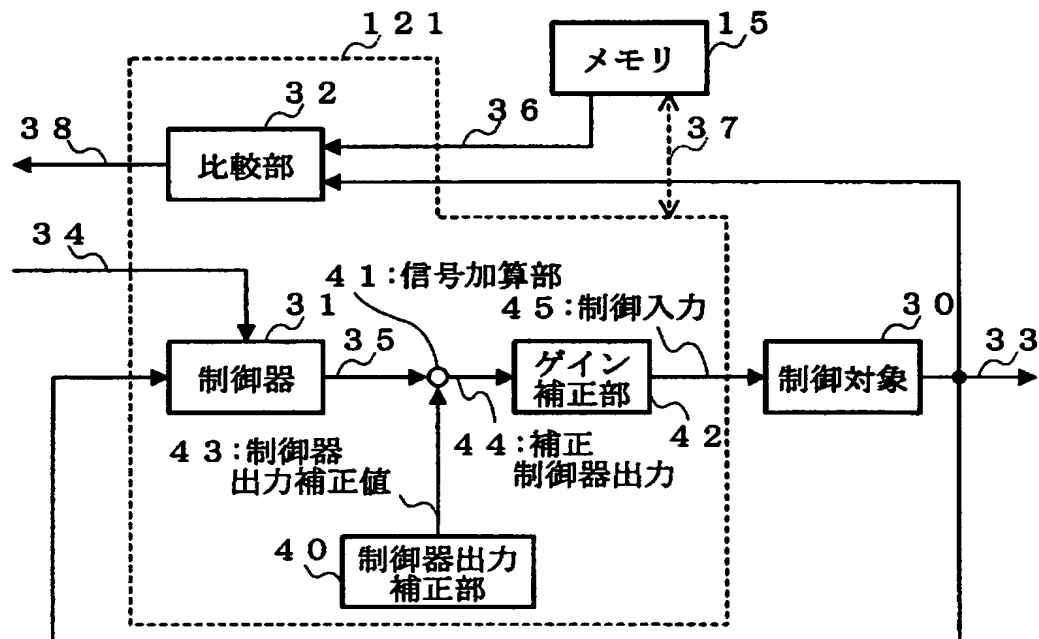 １２１
メモリ
１５
３２
３８
比較部
３６
３７
３４
３１
４１：信号加算部
３５
制御器
４５：制御入力
ゲイン
補正部
３０
３３
制御対象
４３：制御器
出力補正値
４４：補正
制御器出力
４２
４０
制御器出力
補正部